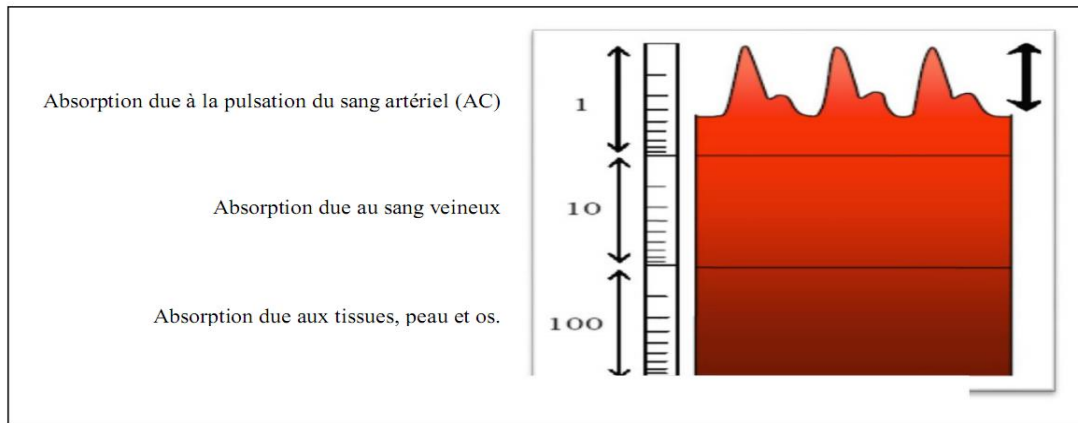 Absorption due à la pulsation du sang artériel (AC)
1
Absorption due au sang veineux
10
Absorption due aux tissues, peau et os.
100